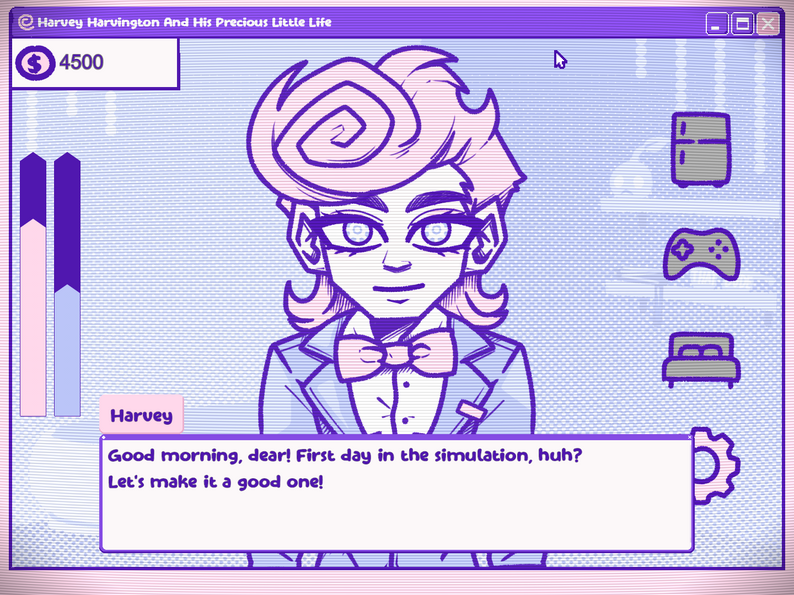 Harvey Harvington And His Precious Little Life
$ 4500
Harvey
Good morning, dear! First day in the simulation, huh?
Let's make it a good one!